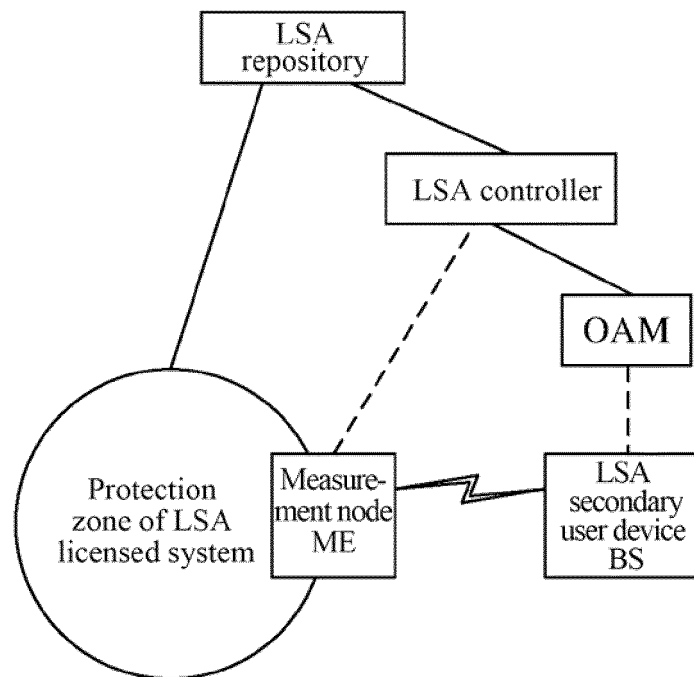 LSA
repository
LSA controller
OAM
Protection
zone of LSA
licensed system
Measure-
ment node
ME
LSA
secondary
user device
BS